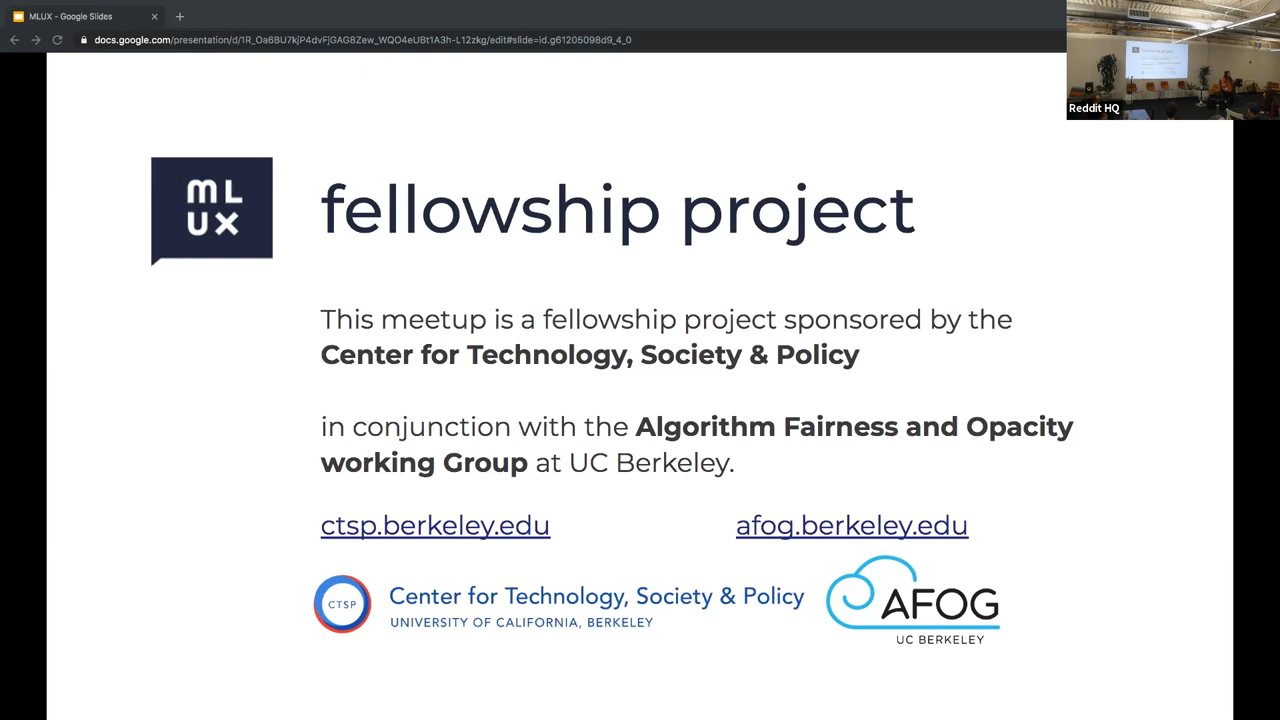 MLUX - Google Slides
docs.google.com/presentation/d/1R_Oa6BU7kjP4dvFjGAG8Zew_WQO4eUBt1A3h-L12zkg/edit#slide=id.g61205098d9_4_0
Reddit HQ
mL
UX
fellowship project
This meetup is a fellowship project sponsored by the
Center for Technology, Society & Policy
in conjunction with the Algorithm Fairness and Opacity
working Group at UC Berkeley.
ctsp.berkeley.edu
afog.berkeley.edu
CTSP
Center for Technology, Society & Policy
UNIVERSITY OF CALIFORNIA, BERKELEY
AFOG
UC BERKELEY